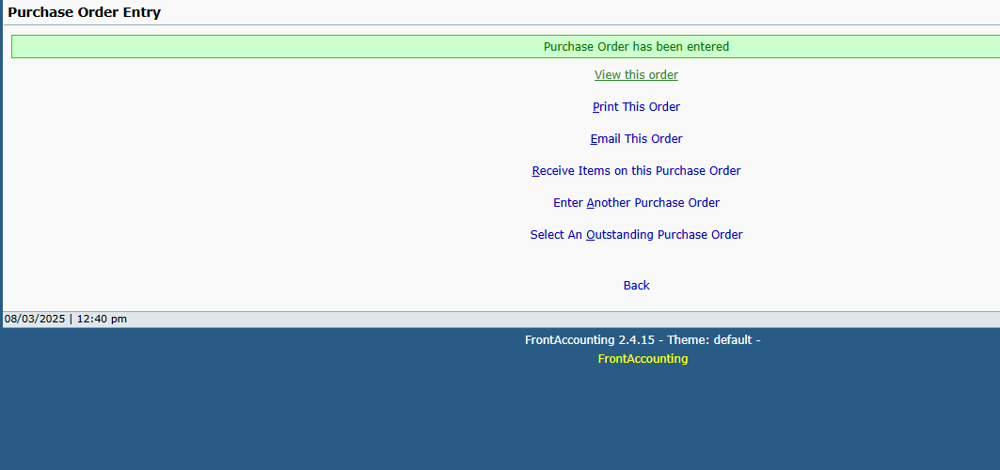 Purchase Order Entry
Purchase Order has been entered
View this order
Print This Order
Email This Order
Receive Items on this Purchase Order
Enter Another Purchase Order
Select An Outstanding Purchase Order
Back
08/03/2025 | 12:40 pm
FrontAccounting 2.4.15 - Theme: default -
FrontAccounting